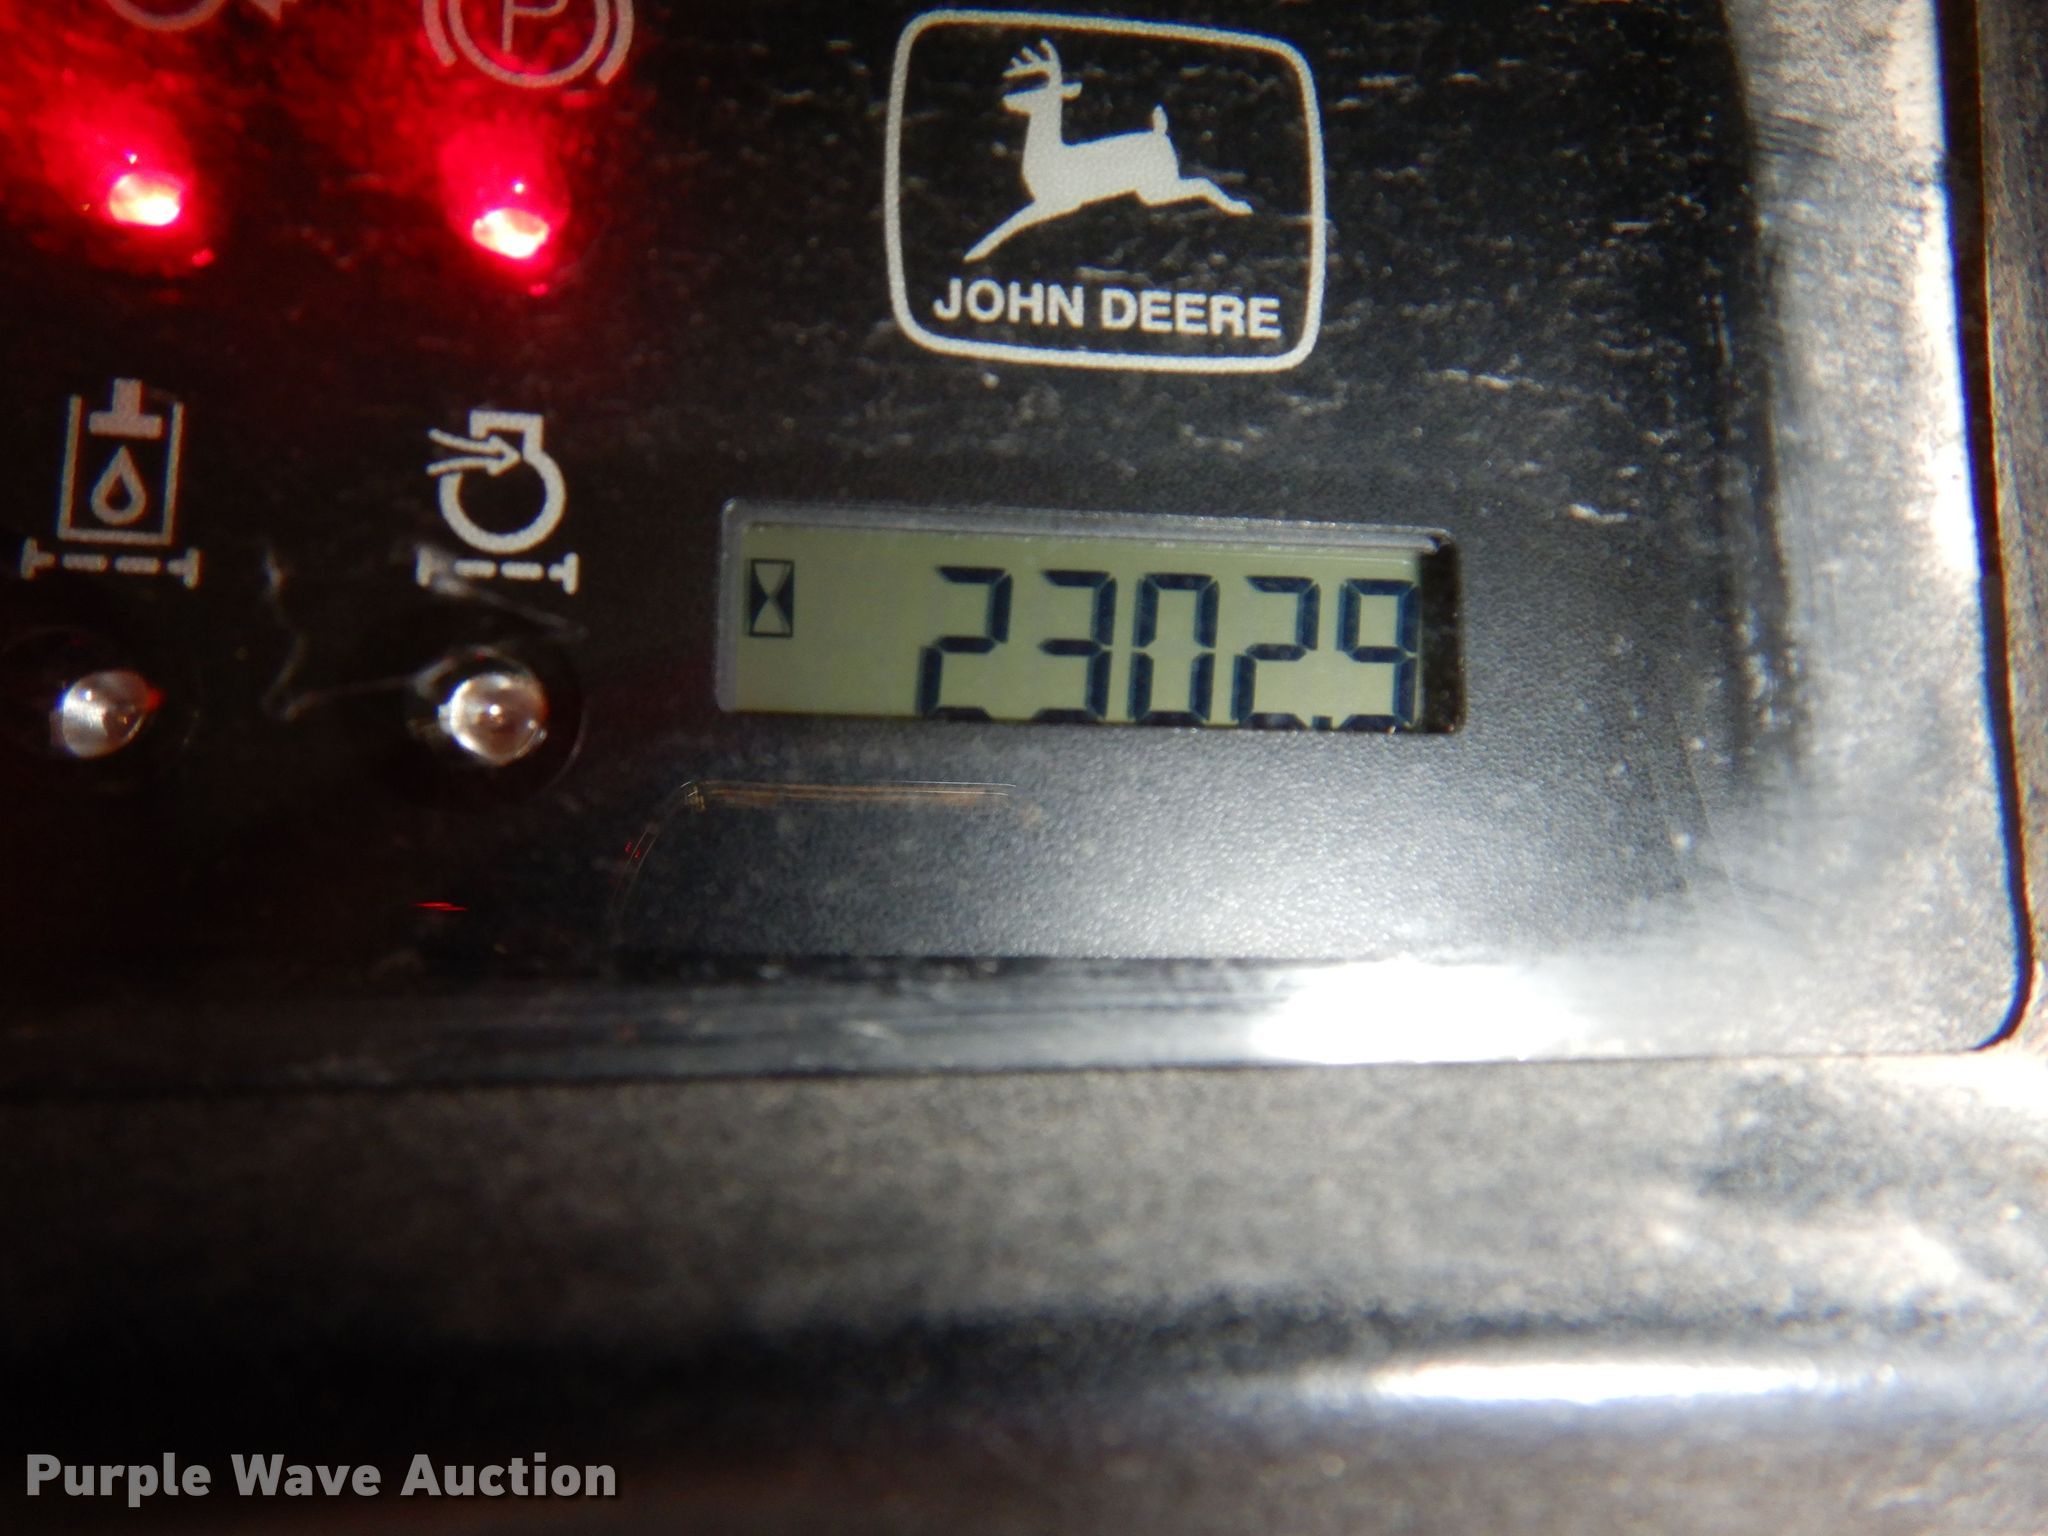 P
JOHN DEERE
2302.9
Purple Wave Auction